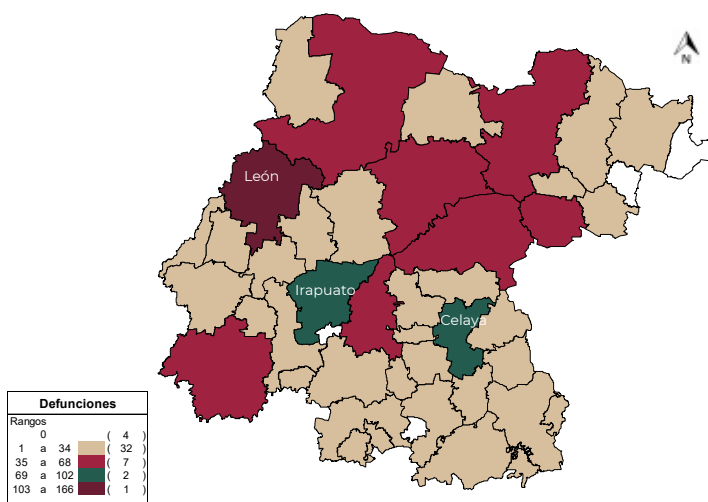 N
León
Irapuato
Celaya
Defunciones
Rangos
0 ( 4 )
1 a 34 ( 32 )
35 a 68 ( 7 )
69 a 102 ( 2 )
103 a 166 ( 1 )